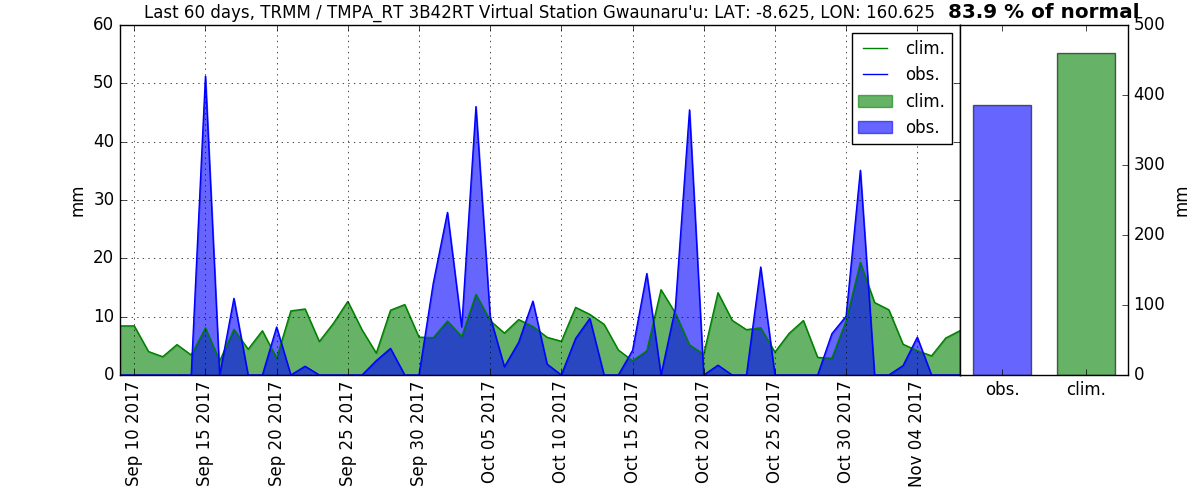 Last 60 days, TRMM / TMPA_RT 3B42RT Virtual Station Gwaunaru'u: LAT: -8.625, LON: 160.625
83.9 % of normal
60
50
40
30
20
10
0
mm
clim.
obs.
clim.
obs.
500
400
300
200
100
0
mm
Sep 10 2017
Sep 15 2017
Sep 20 2017
Sep 25 2017
Sep 30 2017
Oct 05 2017
Oct 10 2017
Oct 15 2017
Oct 20 2017
Oct 25 2017
Oct 30 2017
Nov 04 2017
obs.
clim.